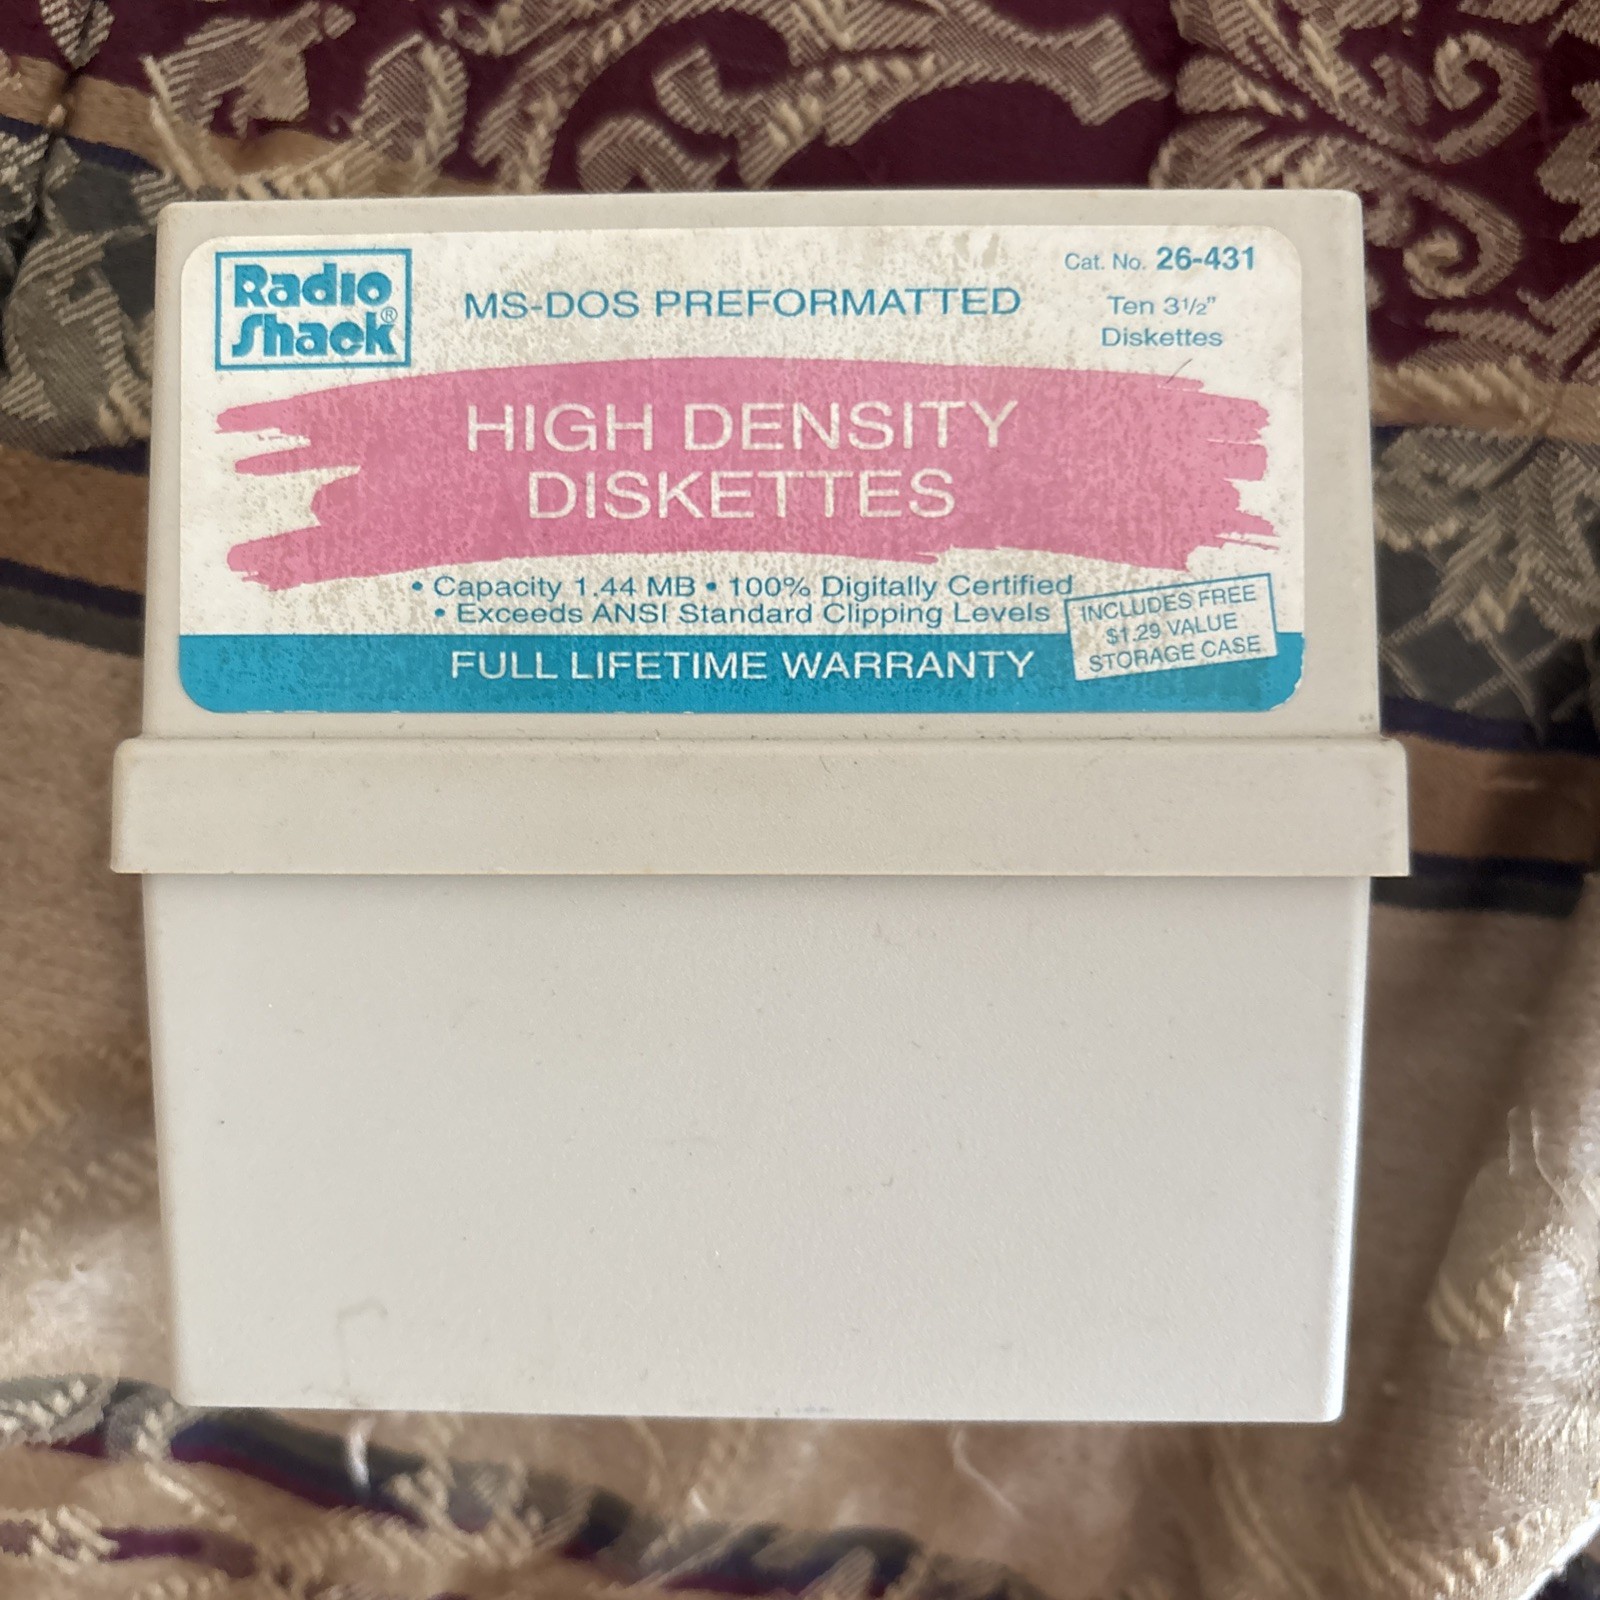 Radio
Shack®
MS-DOS PREFORMATTED
Cat. No. 26-431
Ten 3½”
Diskettes
HIGH DENSITY
DISKETTES
• Capacity 1.44 MB • 100% Digitally Certified
• Exceeds ANSI Standard Clipping Levels
INCLUDES FREE
$1.29 VALUE
STORAGE CASE
FULL LIFETIME WARRANTY